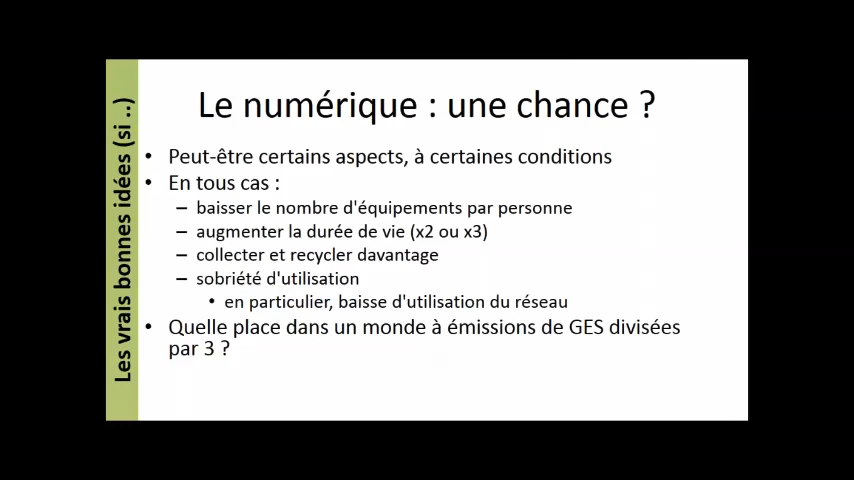 Les vrais bonnes idées (si ..)
Le numérique : une chance ?
• Peut-être certains aspects, à certaines conditions
• En tous cas :
– baisser le nombre d'équipements par personne
– augmenter la durée de vie (x2 ou x3)
– collecter et recycler davantage
– sobriété d'utilisation
• en particulier, baisse d'utilisation du réseau
• Quelle place dans un monde à émissions de GES divisées
par 3 ?